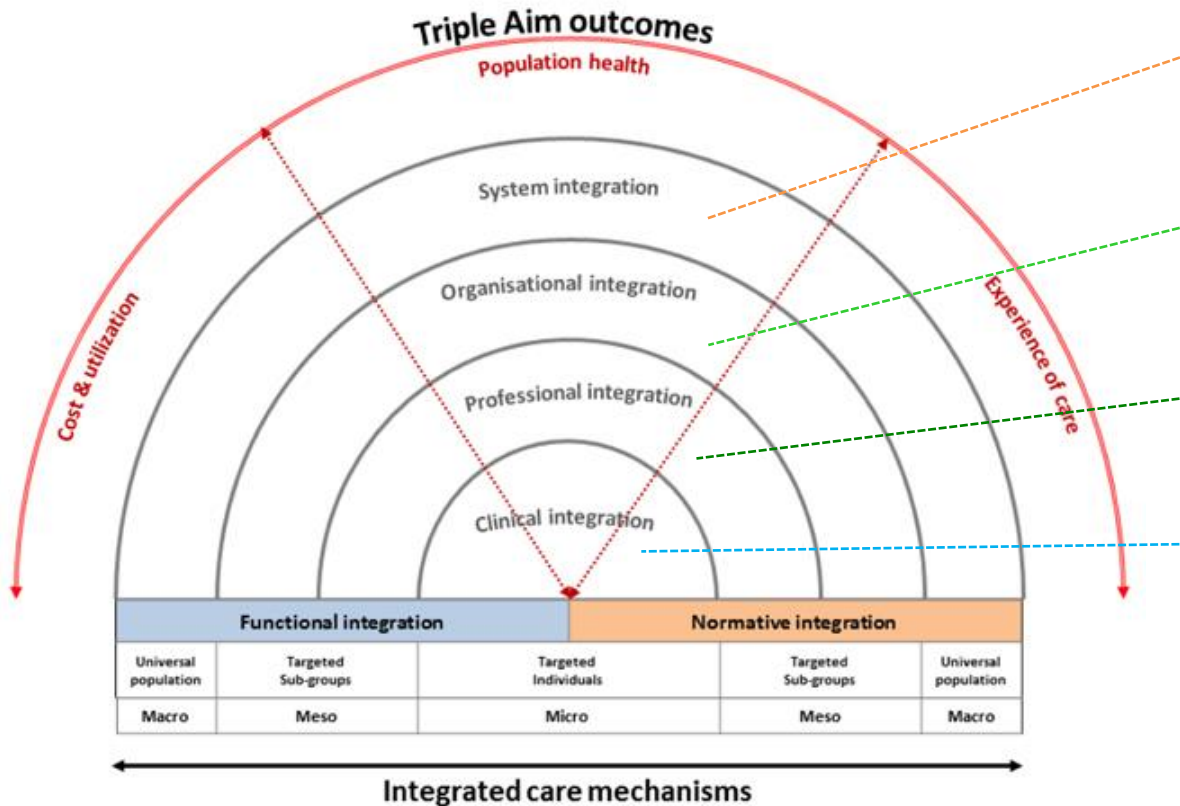 Triple Aim outcomes
Population health
Cost & utilization
Experience of care
System integration
Organisational integration
Professional integration
Clinical integration
Functional integration
Normative integration
Universal
population
Targeted
Sub-groups
Targeted
Individuals
Targeted
Sub-groups
Universal
population
Macro
Meso
Micro
Meso
Macro
Integrated care mechanisms